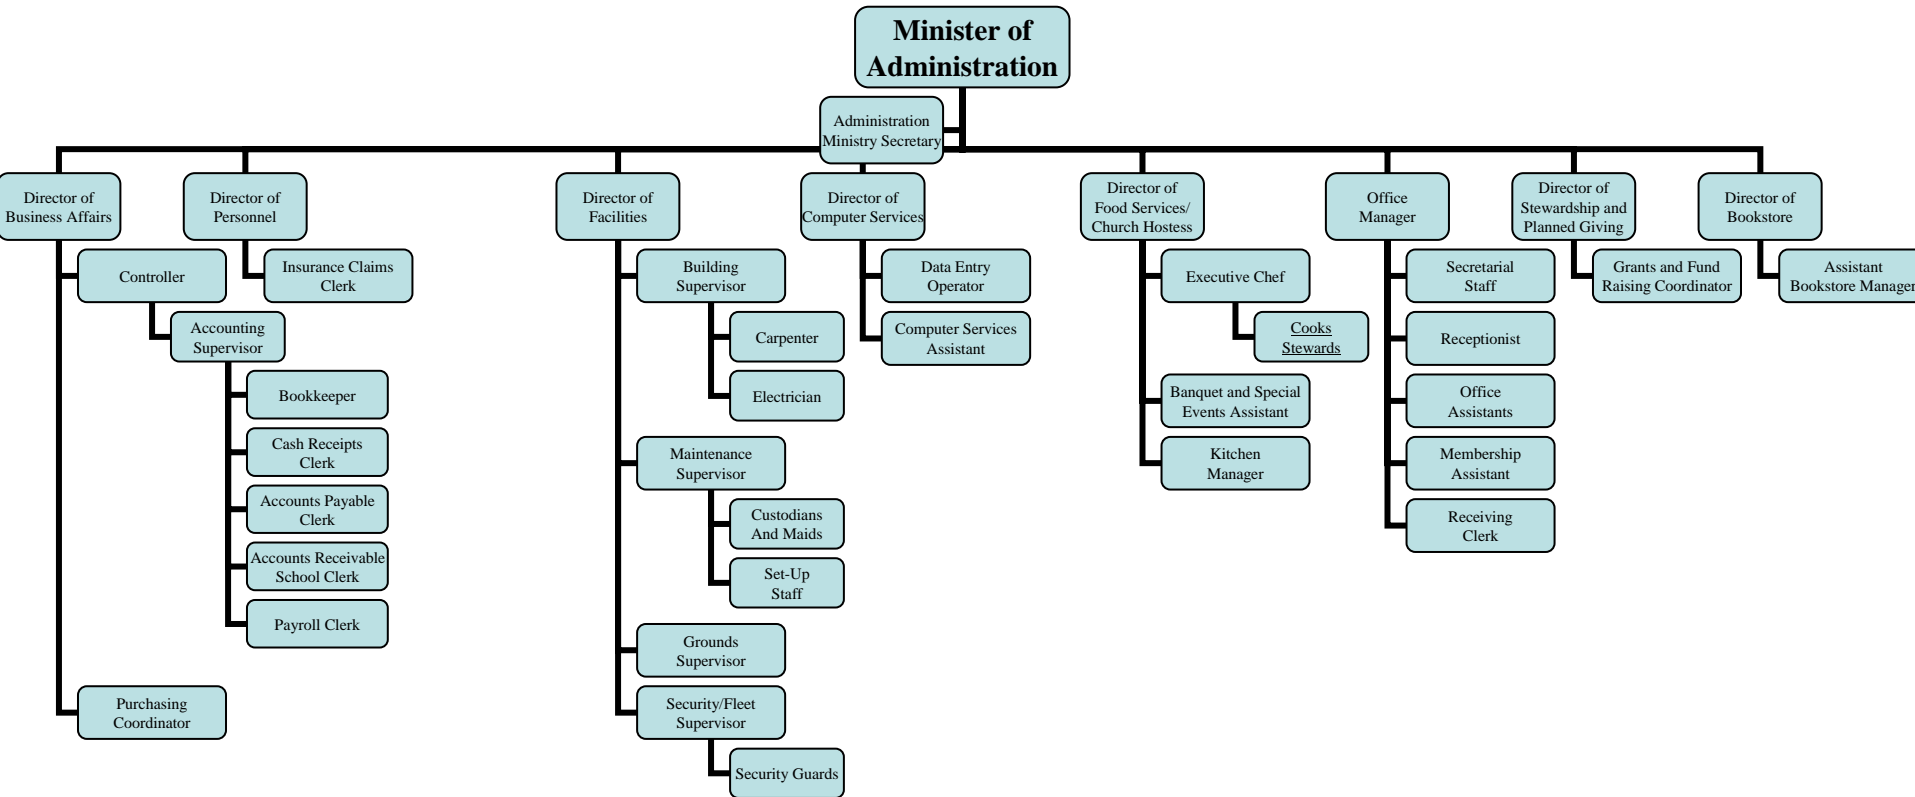 Minister of
Administration
Administration
Ministry Secretary
Director of
Business Affairs
Controller
Accounting
Supervisor
Bookkeeper
Cash Receipts
Clerk
Accounts Payable
Clerk
Accounts Receivable
School Clerk
Payroll Clerk
Purchasing
Coordinator
Director of
Personnel
Insurance Claims
Clerk
Director of
Facilities
Building
Supervisor
Carpenter
Electrician
Maintenance
Supervisor
Custodians
And Maids
Set-Up
Staff
Grounds
Supervisor
Security/Fleet
Supervisor
Security Guards
Director of
Computer Services
Data Entry
Operator
Computer Services
Assistant
Director of
Food Services/
Church Hostess
Executive Chef
Cooks
Stewards
Banquet and Special
Events Assistant
Kitchen
Manager
Office
Manager
Secretarial
Staff
Receptionist
Office
Assistants
Membership
Assistant
Receiving
Clerk
Director of
Stewardship and
Planned Giving
Grants and Fund
Raising Coordinator
Director of
Bookstore
Assistant
Bookstore Manager